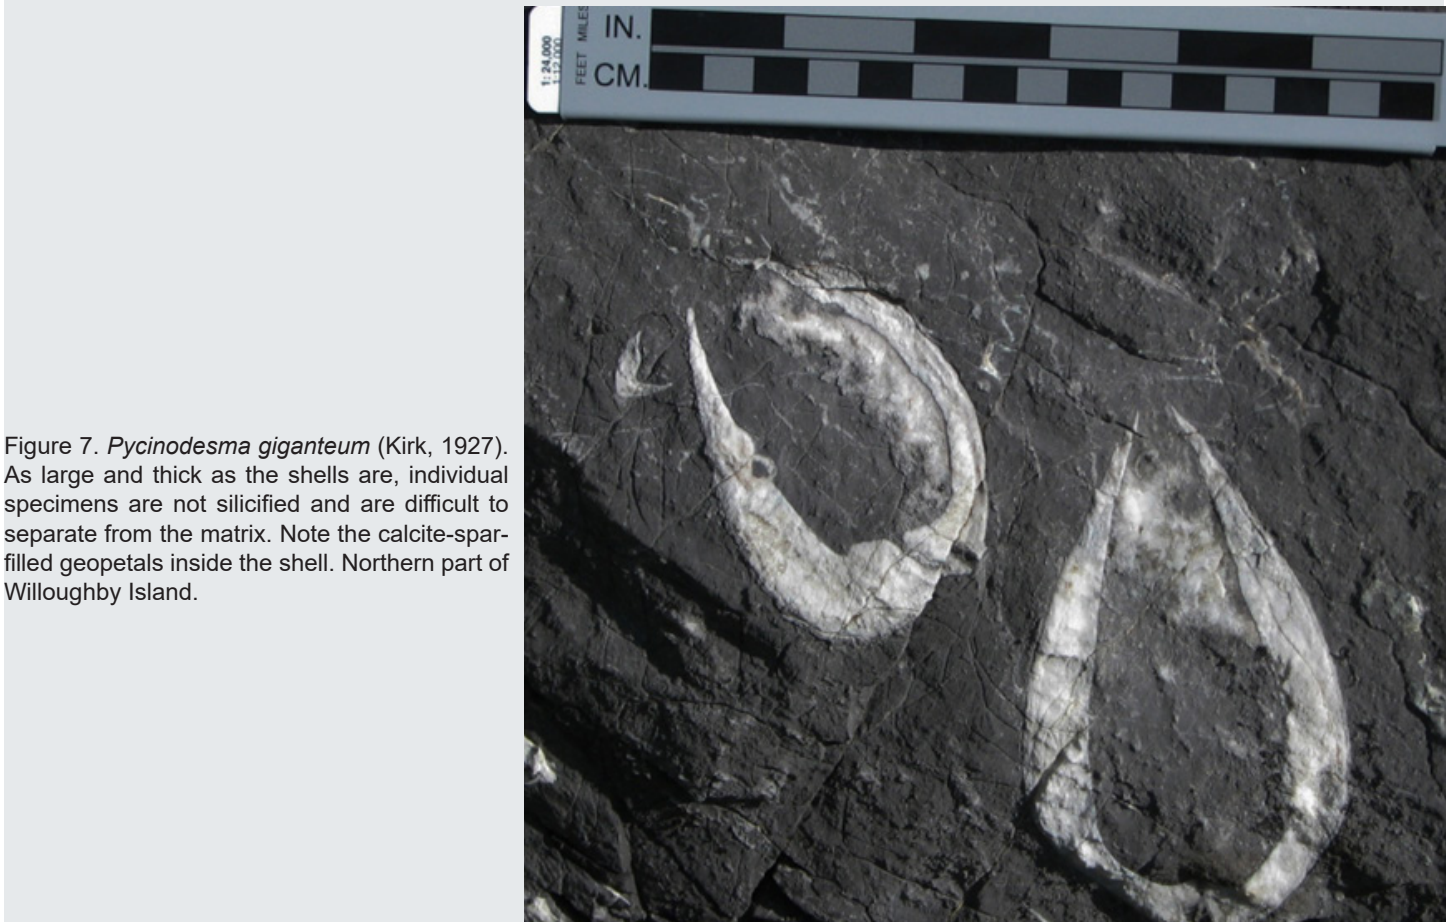 Figure 7. Pycinodesma giganteum (Kirk, 1927).
As large and thick as the shells are, individual
specimens are not silicified and are difficult to
separate from the matrix. Note the calcite-spar-
filled geopetals inside the shell. Northern part of
Willoughby Island.
IN.
CM.
MILES
FEET
1:24,000
1:12,000